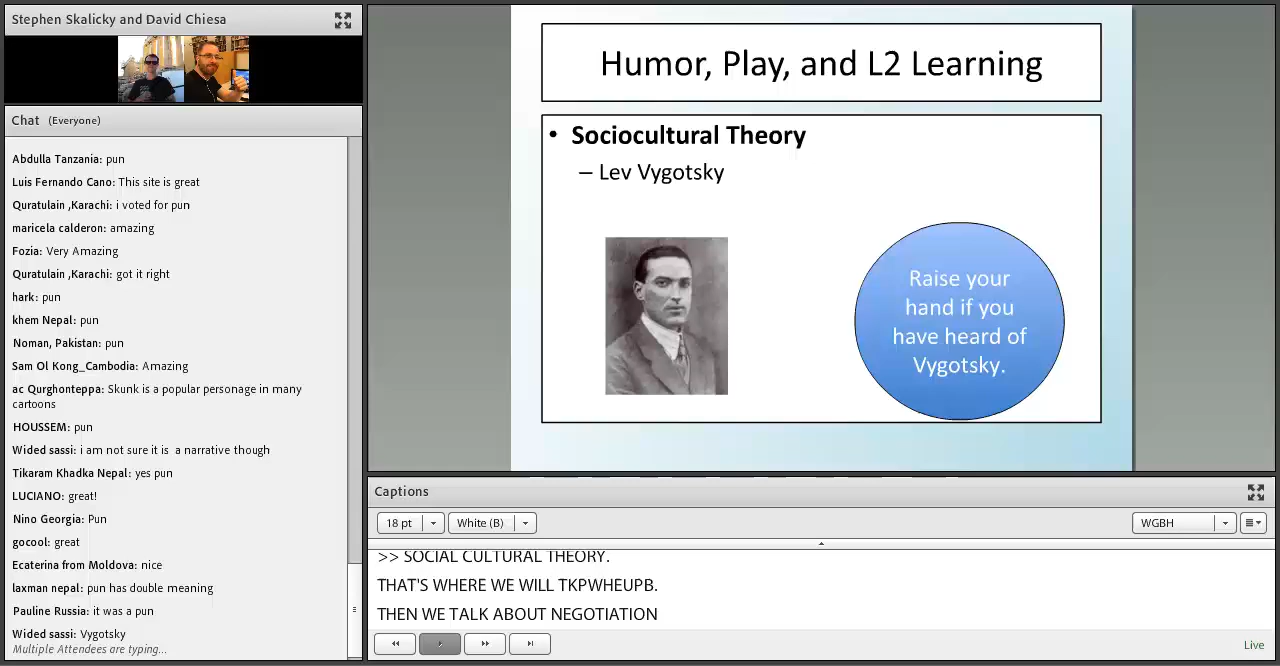 Stephen Skalicky and David Chiesa
Chat (Everyone)
Abdulla Tanzania: pun
Luis Fernando Cano: This site is great
Quratulain ,Karachi: i voted for pun
maricela calderon: amazing
Fozia: Very Amazing
Quratulain ,Karachi: got it right
hark: pun
khem Nepal: pun
Noman, Pakistan: pun
Sam Ol Kong_Cambodia: Amazing
ac Qurghonteppa: Skunk is a popular personage in many
cartoons
HOUSSEM: pun
Wided sassi: i am not sure it is  a narrative though
Tikaram Khadka Nepal: yes pun
LUCIANO: great!
Nino Georgia: Pun
gocool: great
Ecaterina from Moldova: nice
laxman nepal: pun has double meaning
Pauline Russia: it was a pun
Wided sassi: Vygotsky
Multiple Attendees are typing...
Humor, Play, and L2 Learning
• Sociocultural Theory
– Lev Vygotsky
Raise your
hand if you
have heard of
Vygotsky.
Captions
18 pt
White (B)
WGBH
>> SOCIAL CULTURAL THEORY.
THAT'S WHERE WE WILL TKPWHEUPB.
THEN WE TALK ABOUT NEGOTIATION
Live